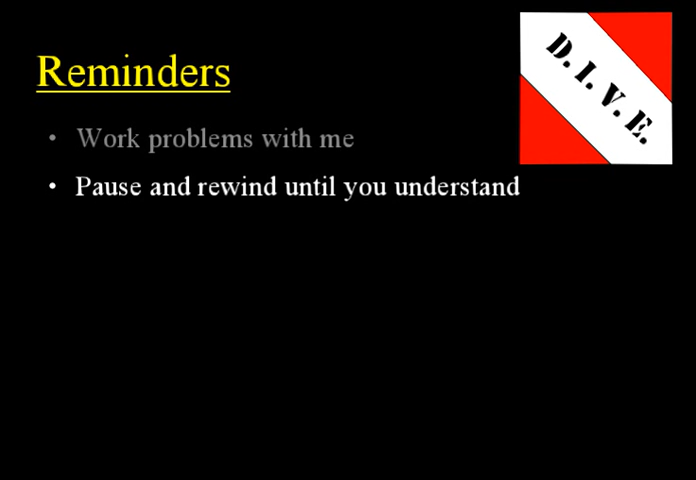 D.I.V.E.
Reminders
• Work problems with me
• Pause and rewind until you understand